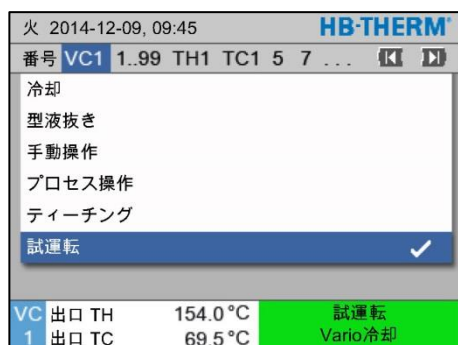 火 2014-12-09, 09:45 HB-THERM®
番号 VC1 1..99 TH1 TC1 5 7 ...
冷却
型液抜き
手動操作
プロセス操作
ティーチング
試運転
VC 出口 TH 154.0°C 試運転
1 出口 TC 69.5°C Vario冷却